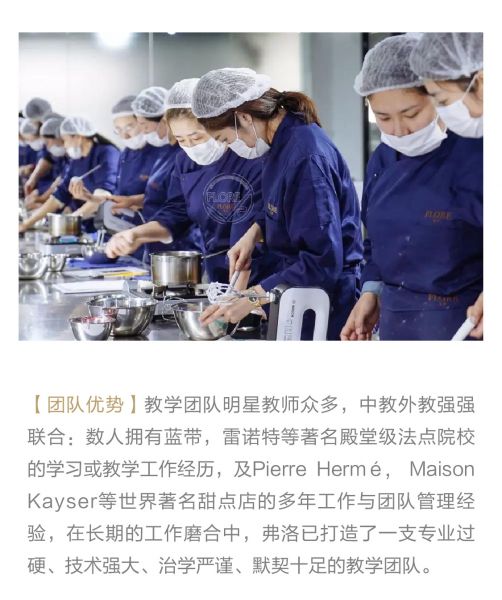 FLORE
FLORE
FLORE
【团队优势】教学团队明星教师众多，中教外教强强
联合：数人拥有蓝带，雷诺特等著名殿堂级法点院校
的学习或教学工作经历，及Pierre Hermé， Maison
Kayser等世界著名甜点店的多年工作与团队管理经
验，在长期的工作磨合中，弗洛已打造了一支专业过
硬、技术强大、治学严谨、默契十足的教学团队。